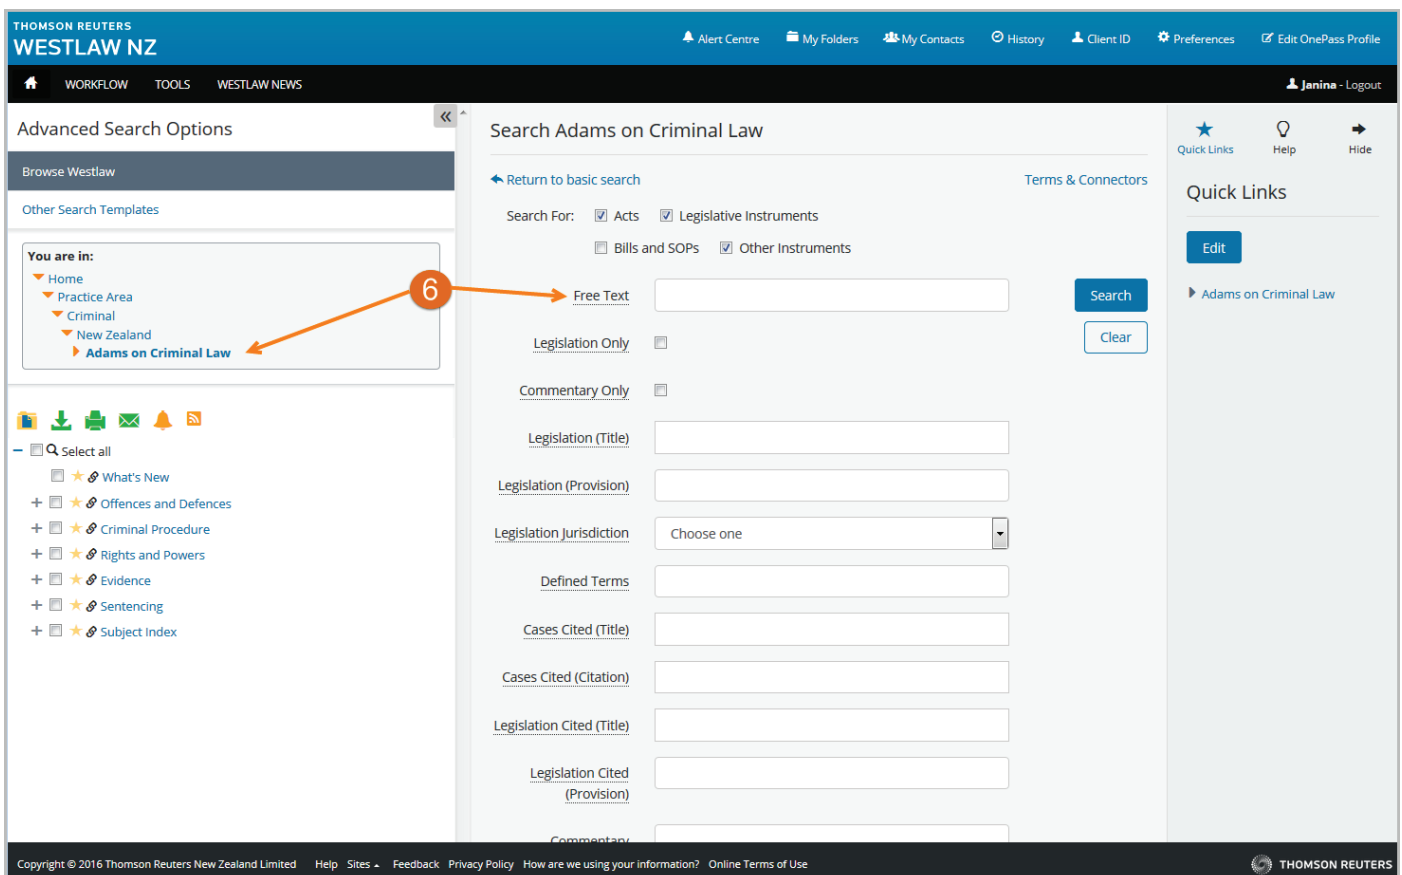 THOMSON REUTERS
WESTLAW NZ
Alert Centre
My Folders
My Contacts
History
Client ID
Preferences
Edit OnePass Profile
WORKFLOW
TOOLS
WESTLAW NEWS
Janina - Logout
Advanced Search Options
Browse Westlaw
Other Search Templates
You are in:
Home
Practice Area
Criminal
New Zealand
Adams on Criminal Law
6
Select all
What's New
Offences and Defences
Criminal Procedure
Rights and Powers
Evidence
Sentencing
Subject Index
Search Adams on Criminal Law
Return to basic search
Terms & Connectors
Search For:
Acts
Legislative Instruments
Bills and SOPs
Other Instruments
Free Text
Search
Legislation Only
Clear
Commentary Only
Legislation (Title)
Legislation (Provision)
Legislation Jurisdiction
Choose one
Defined Terms
Cases Cited (Title)
Cases Cited (Citation)
Legislation Cited (Title)
Legislation Cited
(Provision)
Commentary
Quick Links
Help
Hide
Quick Links
Edit
Adams on Criminal Law
Copyright © 2016 Thomson Reuters New Zealand Limited
Help
Sites
Feedback
Privacy Policy
How are we using your information?
Online Terms of Use
THOMSON REUTERS